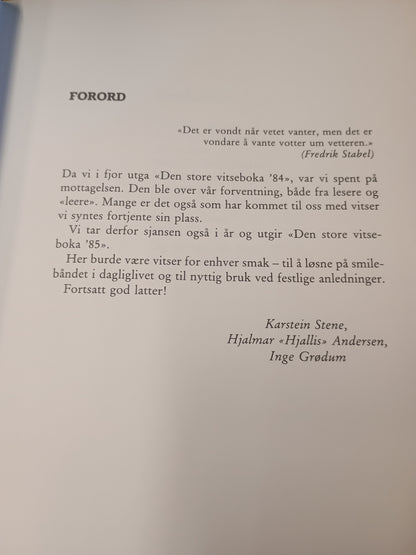 FORORD
«Det er vondt når vetet vanter, men det er
vondare å vante votter um vetteren.»
(Fredrik Stabel)
Da vi i fjor utga «Den store vitseboka '84», var vi spent på
mottagelsen. Den ble over vår forventning, både fra lesere og
«leere». Mange er det også som har kommet til oss med vitser
vi syntes fortjente sin plass.
Vi tar derfor sjansen også i år og utgir «Den store vitse-
boka '85».
Her burde være vitser for enhver smak – til å løsne på smile-
båndet i dagliglivet og til nyttig bruk ved festlige anledninger.
Fortsatt god latter!
Karstein Stene,
Hjalmar «Hjallis» Andersen,
Inge Grødum